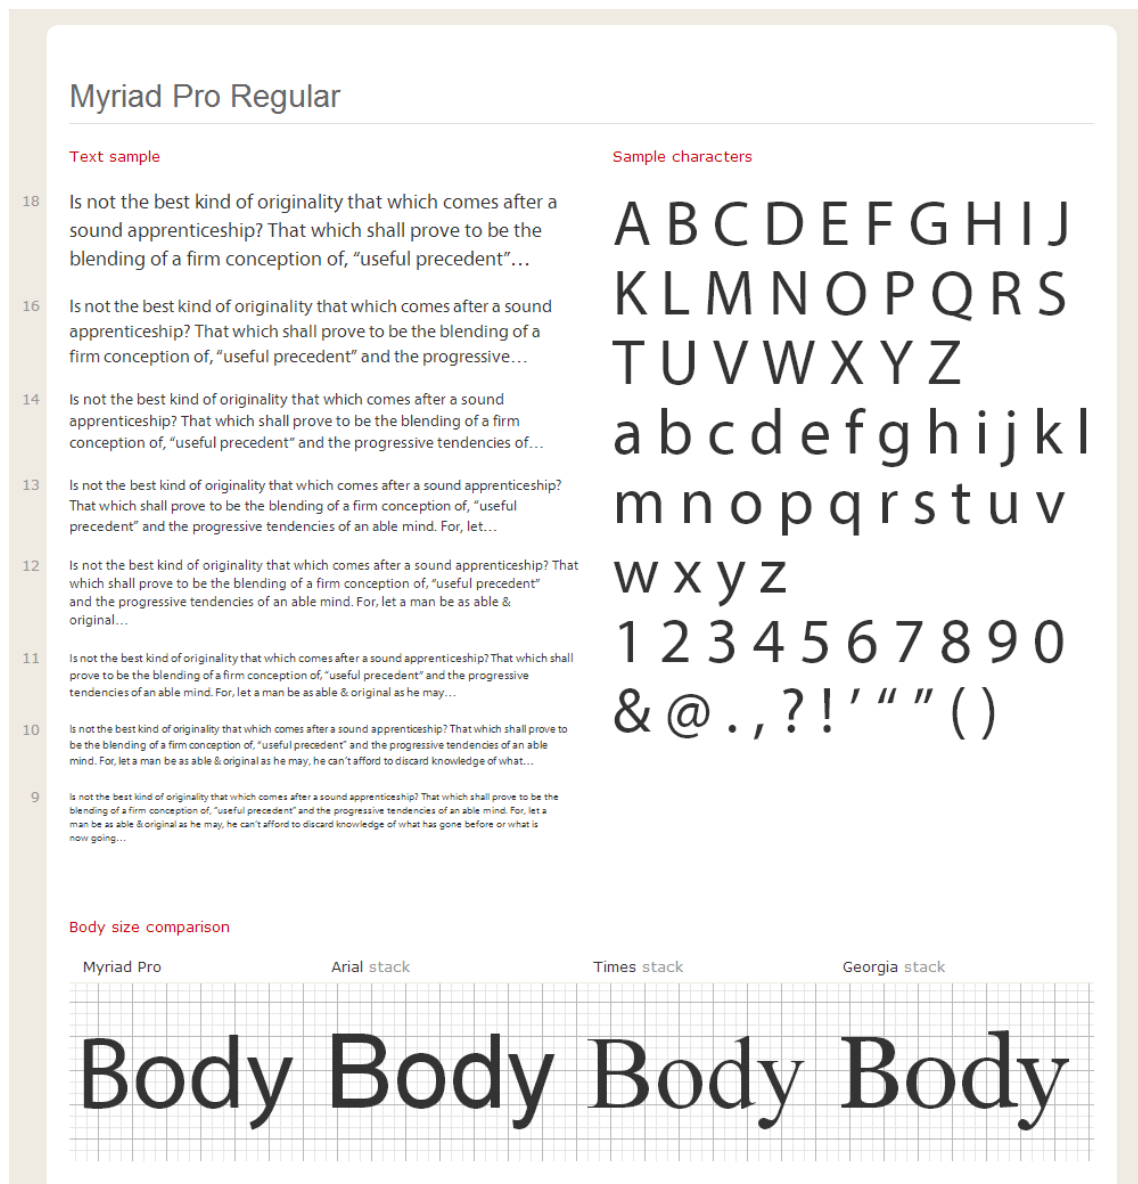 Myriad Pro Regular
Text sample
18
Is not the best kind of originality that which comes after a
sound apprenticeship? That which shall prove to be the
blending of a firm conception of, “useful precedent”…
16
Is not the best kind of originality that which comes after a sound
apprenticeship? That which shall prove to be the blending of a
firm conception of, “useful precedent” and the progressive…
14
Is not the best kind of originality that which comes after a sound
apprenticeship? That which shall prove to be the blending of a firm
conception of, “useful precedent” and the progressive tendencies of…
13
Is not the best kind of originality that which comes after a sound apprenticeship?
That which shall prove to be the blending of a firm conception of, “useful
precedent” and the progressive tendencies of an able mind. For, let…
12
Is not the best kind of originality that which comes after a sound apprenticeship? That
which shall prove to be the blending of a firm conception of, “useful precedent”
and the progressive tendencies of an able mind. For, let a man be as able &
original…
11
Is not the best kind of originality that which comes after a sound apprenticeship? That which shall
prove to be the blending of a firm conception of, “useful precedent” and the progressive
tendencies of an able mind. For, let a man be as able & original as he may…
10
Is not the best kind of originality that which comes after a sound apprenticeship? That which shall prove to
be the blending of a firm conception of, “useful precedent” and the progressive tendencies of an able
mind. For, let a man be as able & original as he may, he can’t afford to discard knowledge of what…
9
Is not the best kind of originality that which comes after a sound apprenticeship? That which shall prove to be the
blending of a firm conception of, “useful precedent” and the progressive tendencies of an able mind. For, let a
man be as able & original as he may, he can’t afford to discard knowledge of what has gone before or what is
now going…
Sample characters
A B C D E F G H I J
K L M N O P Q R S
T U V W X Y Z
a b c d e f g h i j k l
m n o p q r s t u v
w x y z
1 2 3 4 5 6 7 8 9 0
& @ . , ? ! ’ “ ” ( )
Body size comparison
Myriad Pro Arial stack Times stack Georgia stack
Body Body Body Body